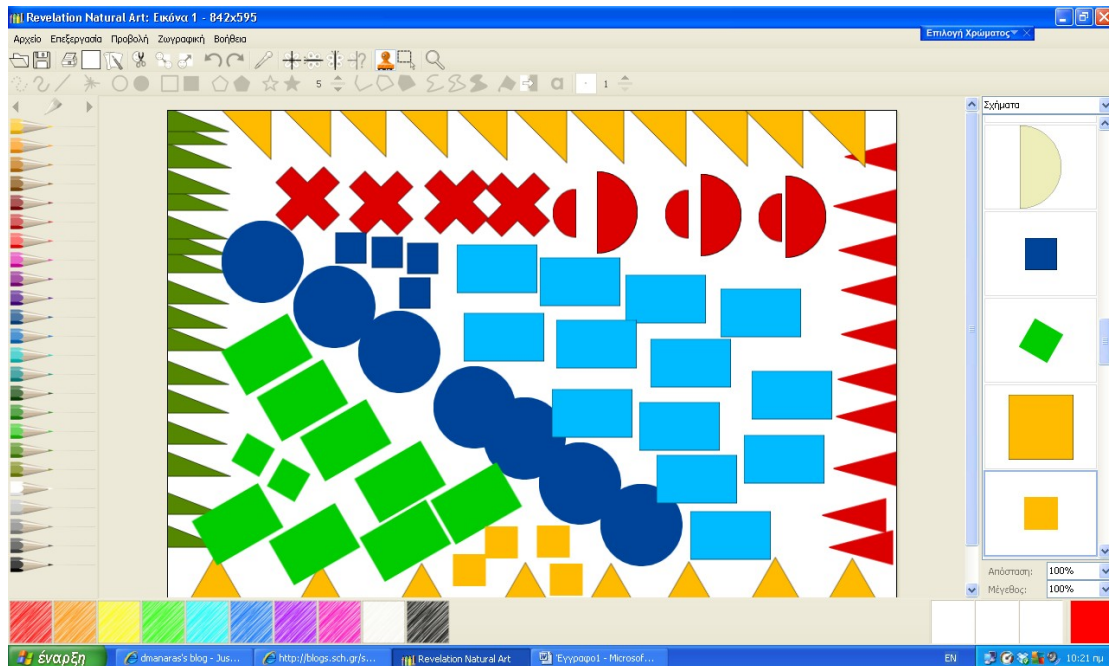 Revelation Natural Art: Εικόνα 1 - 842x595
Αρχείο Επεξεργασία Προβολή Ζωγραφική Βοήθεια
Επιλογή Χρώματος
5
a
1
Σχήματα
Απόσταση: 100%
Μέγεθος: 100%
έναρξη
dmanaras's blog - Jus...
http://blogs.sch.gr/s...
Revelation Natural Art
Έγγραφο1 - Microsof...
EN
10:21 πμ